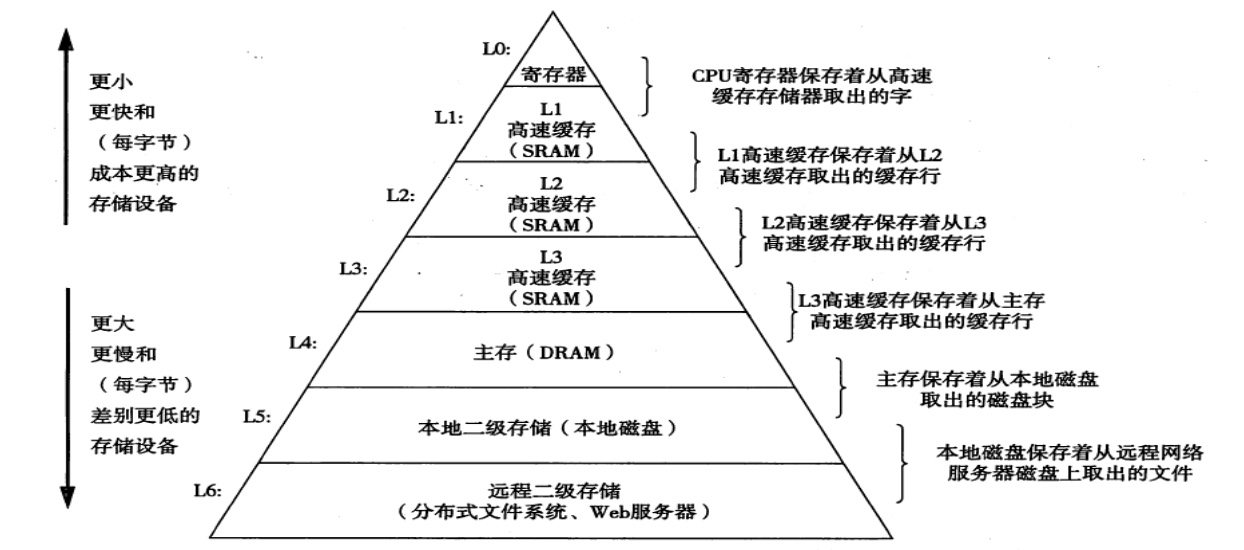 更小
更快和
（每字节）
成本更高的
存储设备
更大
更慢和
（每字节）
差别更低的
存储设备
L0:
寄存器
L1:
L1
高速缓存
（SRAM）
L2:
L2
高速缓存
（SRAM）
L3:
L3
高速缓存
（SRAM）
L4:
主存（DRAM）
L5:
本地二级存储（本地磁盘）
L6:
远程二级存储
（分布式文件系统、Web服务器）
CPU寄存器保存着从高速
缓存存储器取出的字
L1高速缓存保存着从L2
高速缓存取出的缓存行
L2高速缓存保存着从L3
高速缓存取出的缓存行
L3高速缓存保存着从主存
高速缓存取出的缓存行
主存保存着从本地磁盘
取出的磁盘块
本地磁盘保存着从远程网络
服务器磁盘上取出的文件